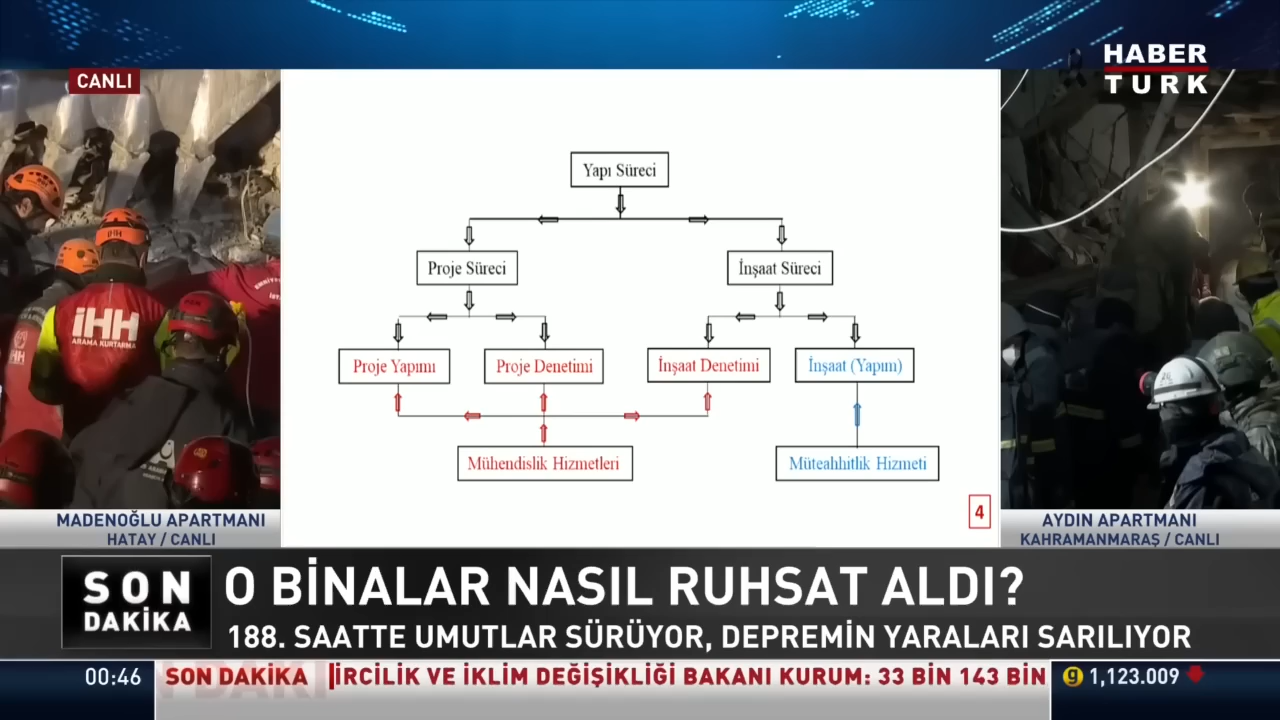 HABER
TURK
CANLI
Yapı Süreci
Proje Süreci
İnşaat Süreci
Proje Yapımı
Proje Denetimi
İnşaat Denetimi
İnşaat (Yapım)
Mühendislik Hizmetleri
Müteahhitlik Hizmeti
4
İHH
ARAMA KURTARMA
İHH
MADENOĞLU APARTMANI
HATAY / CANLI
AYDIN APARTMANI
KAHRAMANMARAŞ / CANLI
SON
DAKİKA
O BİNALAR NASIL RUHSAT ALDI?
188. SAATTE UMUTLAR SÜRÜYOR, DEPREMİN YARALARI SARILIYOR
00:46
SON DAKİKA
İRCİLİK VE İKLİM DEĞİŞİKLİĞİ BAKANI KURUM: 33 BİN 143 BİN
1,123.009